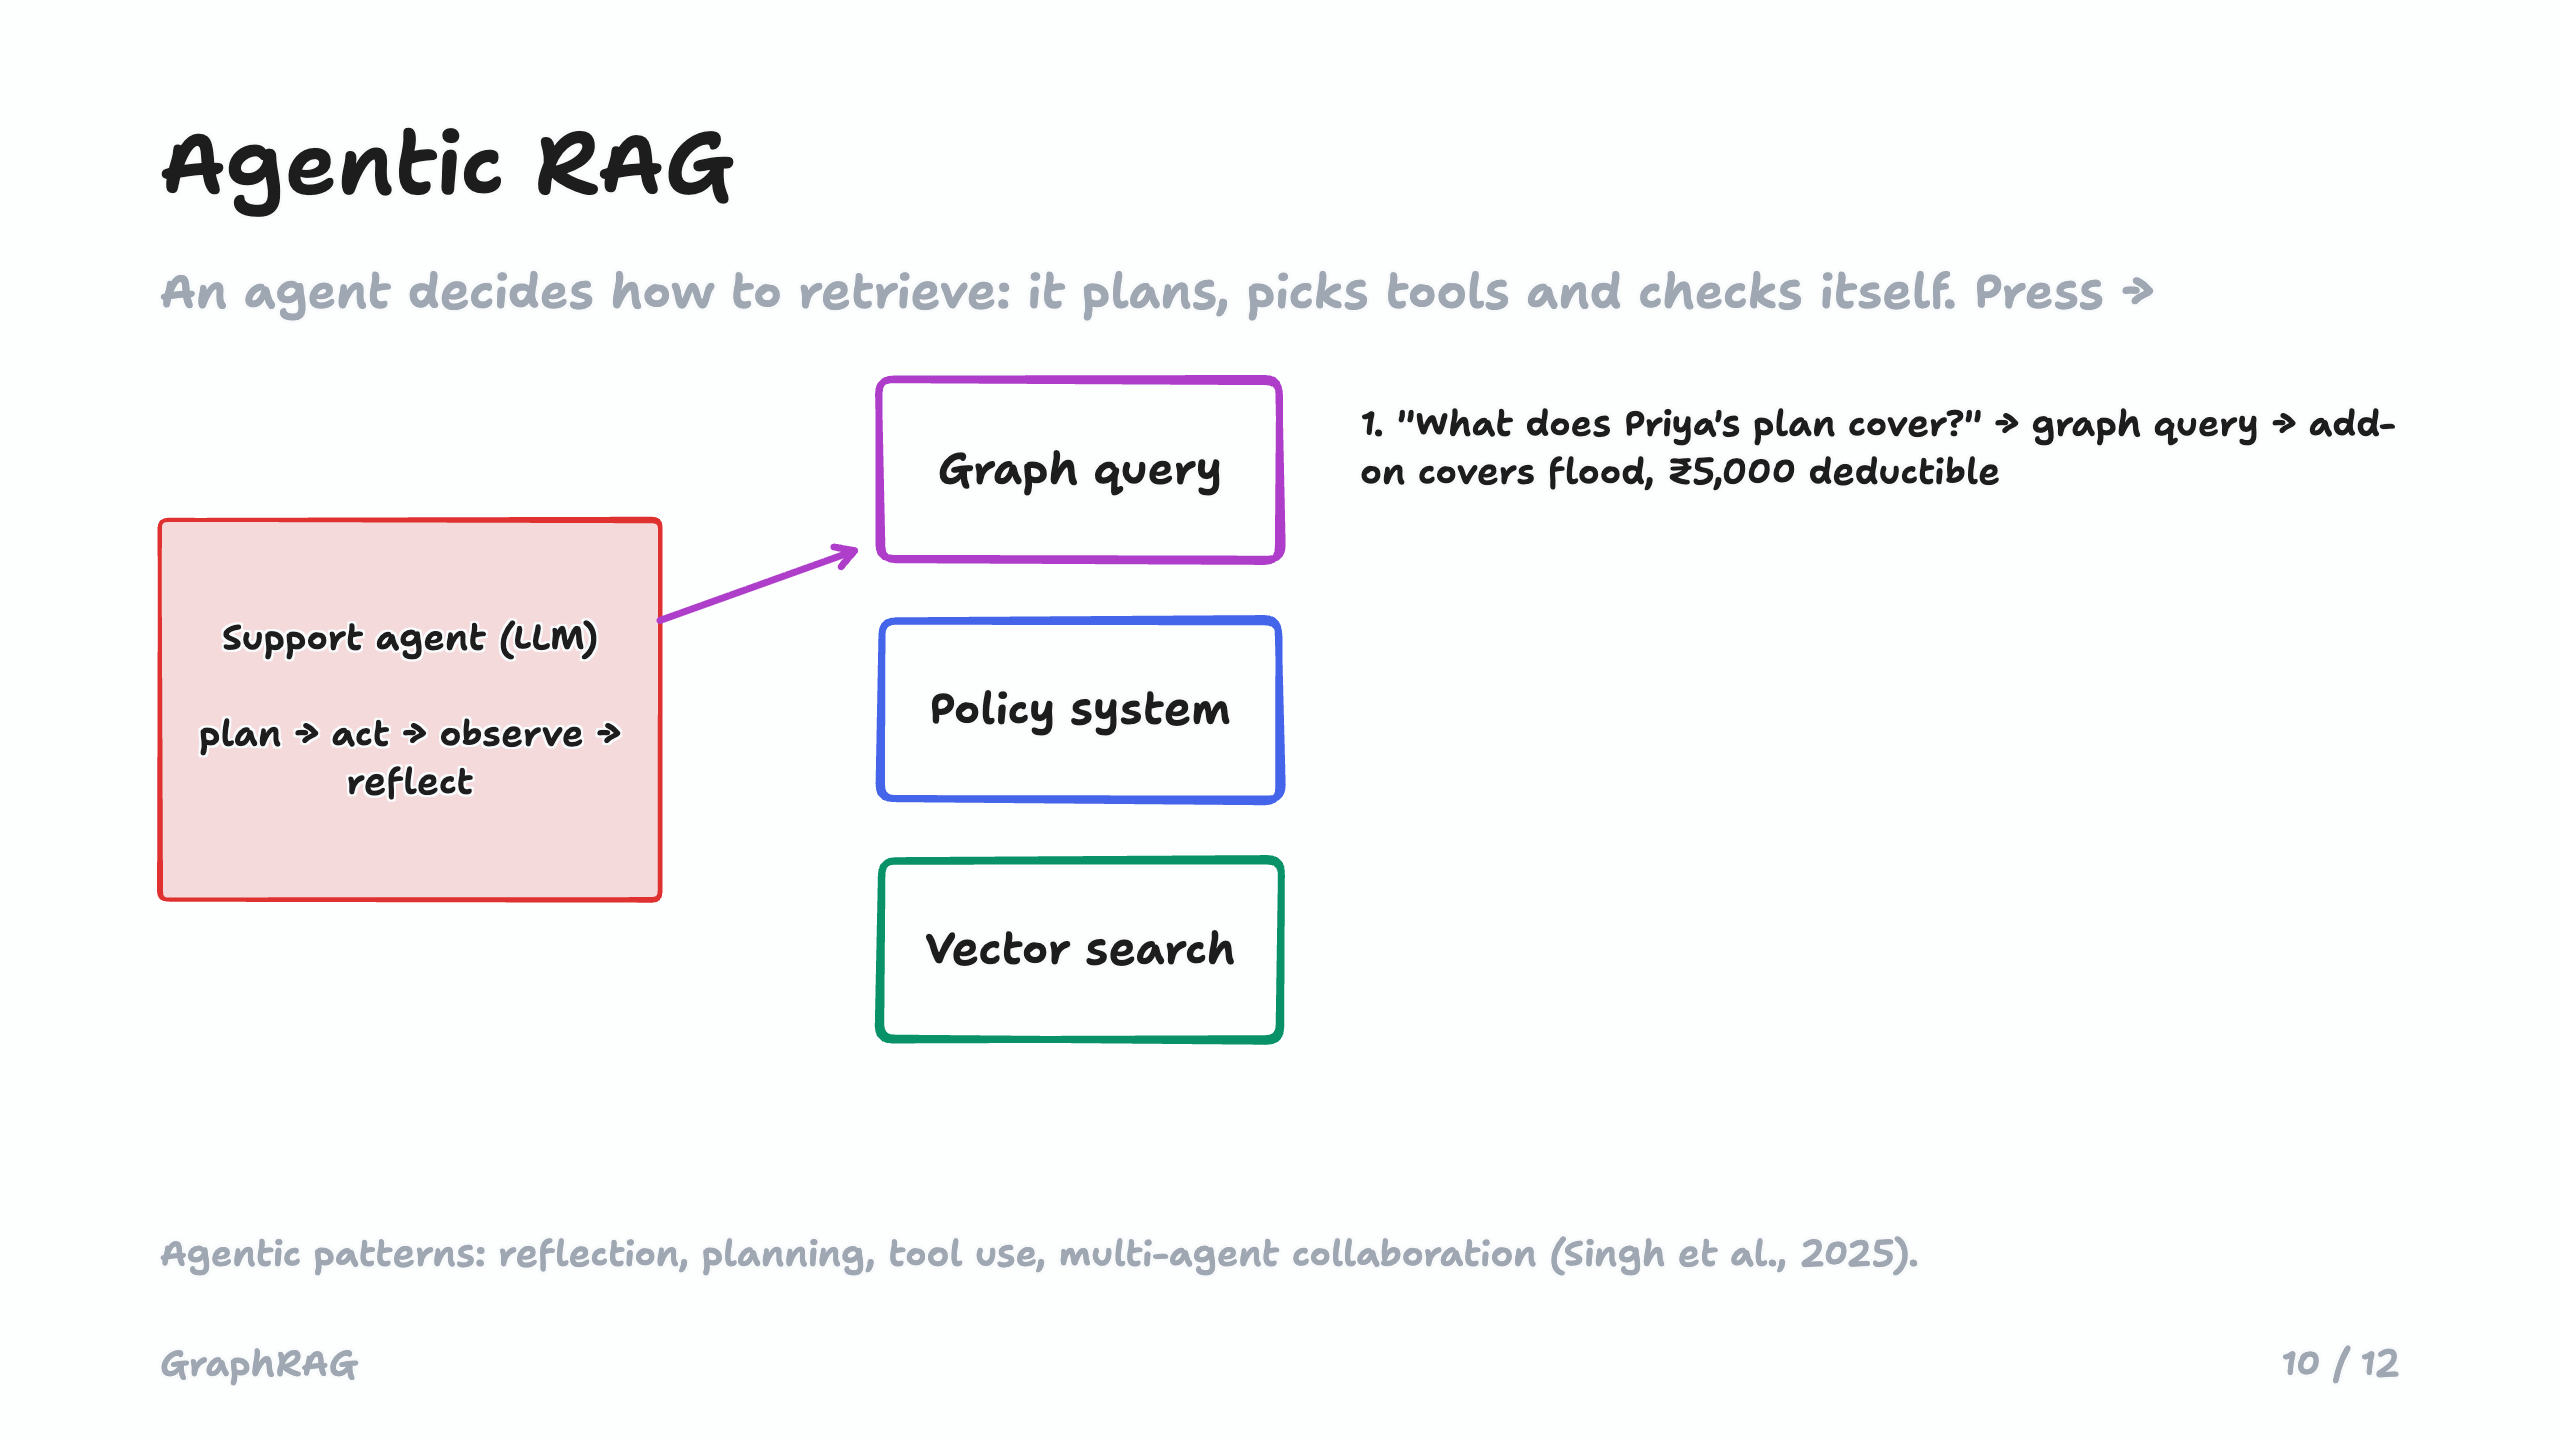 Agentic RAG
An agent decides how to retrieve: it plans, picks tools and checks itself. Press →
Graph query
1. "What does Priya's plan cover?" → graph query → add-
on covers flood, ₹5,000 deductible
Support agent (LLM)
plan → act → observe →
reflect
Policy system
Vector search
Agentic patterns: reflection, planning, tool use, multi-agent collaboration (Singh et al., 2025).
GraphRAG
10 / 12